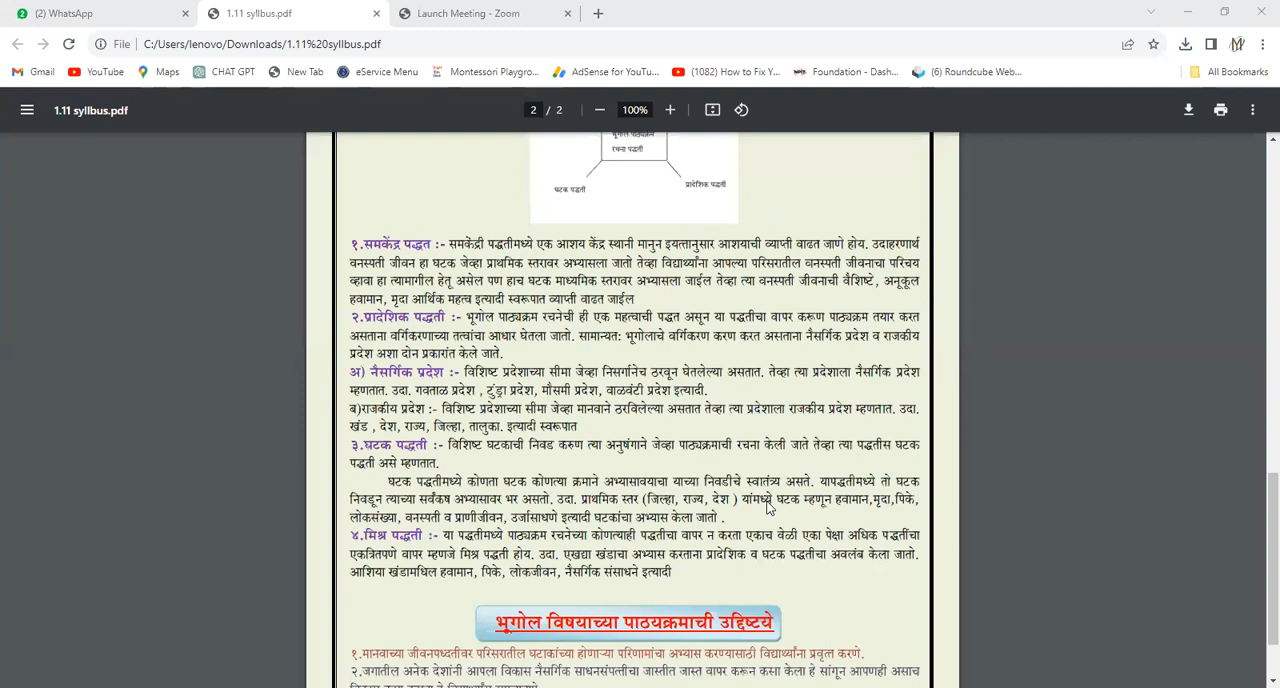 (2) WhatsApp
1.11 syllbus.pdf
Launch Meeting - Zoom
File C:/Users/lenovo/Downloads/1.11%20syllbus.pdf
Gmail YouTube Maps CHAT GPT New Tab eService Menu Montessori Playgro... AdSense for YouTu... (1082) How to Fix Y... Foundation - Dash... (6) Roundcube Web... All Bookmarks
1.11 syllbus.pdf 2 / 2 100%
भूगोल पाठ्यक्रम
रचना पद्धती
घटक पद्धती
प्रादेशिक पद्धती
१.समकेंद्र पद्धत :- समकेंद्री पद्धतीमध्ये एक आशय केंद्र स्थानी मानुन इयत्तानुसार आशयाची व्याप्ती वाढत जाणे होय. उदाहरणार्थ
वनस्पती जीवन हा घटक जेव्हा प्राथमिक स्तरावर अभ्यासला जातो तेव्हा विद्यार्थ्यांना आपल्या परिसरातील वनस्पती जीवनाचा परिचय
व्हावा हा त्यामागील हेतू असेल पण हाच घटक माध्यमिक स्तरावर अभ्यासला जाईल तेव्हा त्या वनस्पती जीवनाची वैशिष्टे, अनूकूल
हवामान, मृदा आर्थिक महत्व इत्यादी स्वरूपात व्याप्ती वाढत जाईल
२.प्रादेशिक पद्धती :- भूगोल पाठ्यक्रम रचनेची ही एक महत्वाची पद्धत असून या पद्धतीचा वापर करूण पाठ्यक्रम तयार करत
असताना वर्गिकरणाच्या तत्वांचा आधार घेतला जातो. सामान्यत: भूगोलाचे वर्गिकरण करण करत असताना नैसर्गिक प्रदेश व राजकीय
प्रदेश अशा दोन प्रकारांत केले जाते.
अ) नैसर्गिक प्रदेश :- विशिष्ट प्रदेशाच्या सीमा जेव्हा निसर्गानेच ठरवून घेतलेल्या असतात. तेव्हा त्या प्रदेशाला नैसर्गिक प्रदेश
म्हणतात. उदा. गवताळ प्रदेश , टुंड्रा प्रदेश, मौसमी प्रदेश, वाळवंटी प्रदेश इत्यादी.
ब)राजकीय प्रदेश :- विशिष्ट प्रदेशाच्या सीमा जेव्हा मानवाने ठरविलेल्या असतात तेव्हा त्या प्रदेशाला राजकीय प्रदेश म्हणतात. उदा.
खंड , देश, राज्य, जिल्हा, तालुका. इत्यादी स्वरूपात
३.घटक पद्धती :- विशिष्ट घटकाची निवड करुण त्या अनुषंगाने जेव्हा पाठ्यक्रमाची रचना केली जाते तेव्हा त्या पद्धतीस घटक
पद्धती असे म्हणतात.
घटक पद्धतीमध्ये कोणता घटक कोणत्या क्रमाने अभ्यासावयाचा याच्या निवडीचे स्वातंत्र्य असते. यापद्धतीमध्ये तो घटक
निवडून त्याच्या सर्वंकष अभ्यासावर भर असतो. उदा. प्राथमिक स्तर (जिल्हा, राज्य, देश ) यांमध्ये घटक म्हणून हवामान,मृदा,पिके,
लोकसंख्या, वनस्पती व प्राणीजीवन, उर्जासाधणे इत्यादी घटकांचा अभ्यास केला जातो .
४.मिश्र पद्धती :- या पद्धतीमध्ये पाठ्यक्रम रचनेच्या कोणत्याही पद्धतीचा वापर न करता एकाच वेळी एका पेक्षा अधिक पद्धतींचा
एकत्रितपणे वापर म्हणजे मिश्र पद्धती होय. उदा. एखद्या खंडाचा अभ्यास करताना प्रादेशिक व घटक पद्धतीचा अवलंब केला जातो.
आशिया खंडामधिल हवामान, पिके, लोकजीवन, नैसर्गिक संसाधने इत्यादी
भूगोल विषयाच्या पाठयक्रमाची उद्दिष्टये
१.मानवाच्या जीवनपध्दतीवर परिसरातील घटाकांच्या होणाऱ्या परिणामांचा अभ्यास करण्यासाठी विद्यार्थ्यांना प्रवृत्त करणे.
२.जगातील अनेक देशांनी आपला विकास नैसर्गिक साधनसंपत्तीचा जास्तीत जास्त वापर करून कसा केला हे सांगून आपणही असाच